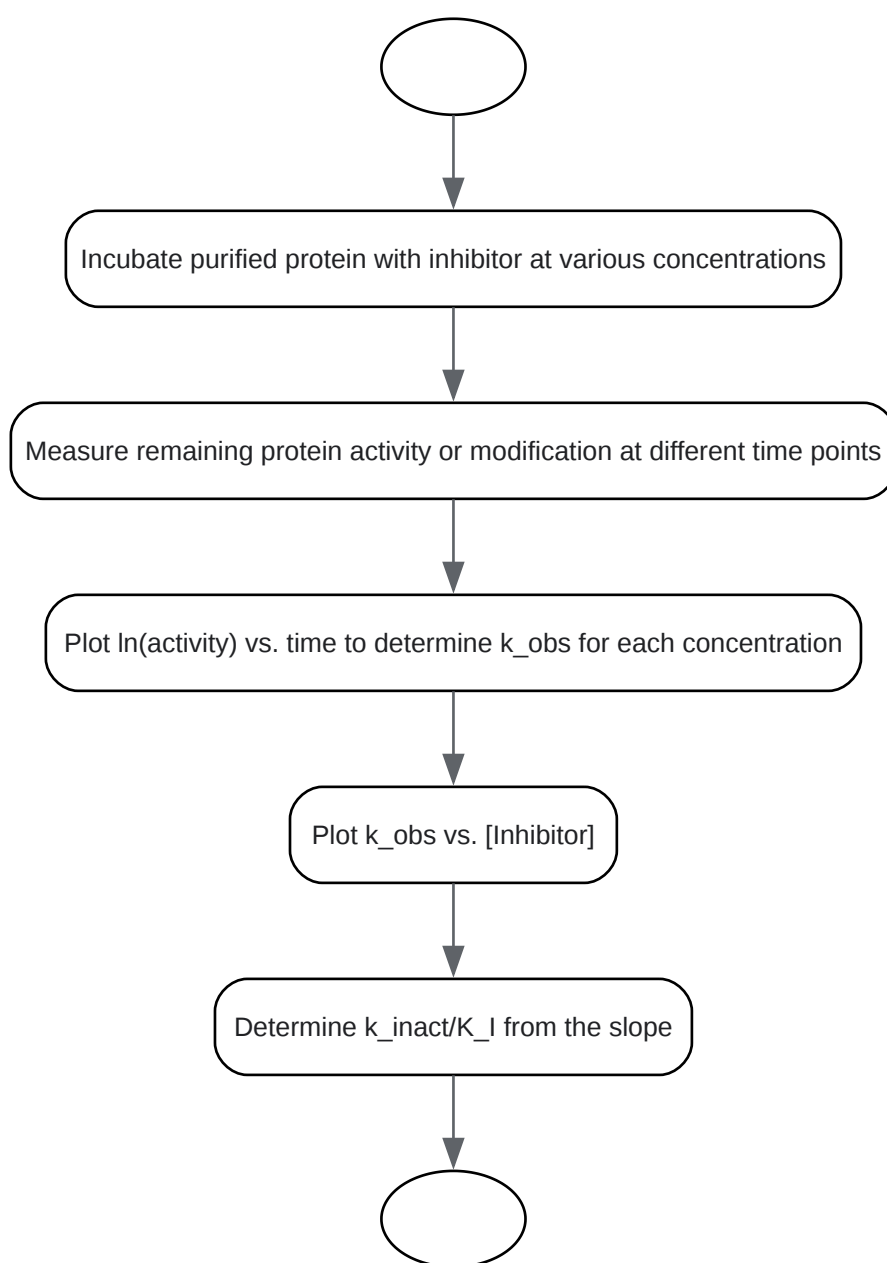 Incubate purified protein with inhibitor at various concentrations
Measure remaining protein activity or modification at different time points
Plot ln(activity) vs. time to determine k_obs for each concentration
Plot k_obs vs. [Inhibitor]
Determine k_inact/K_I from the slope